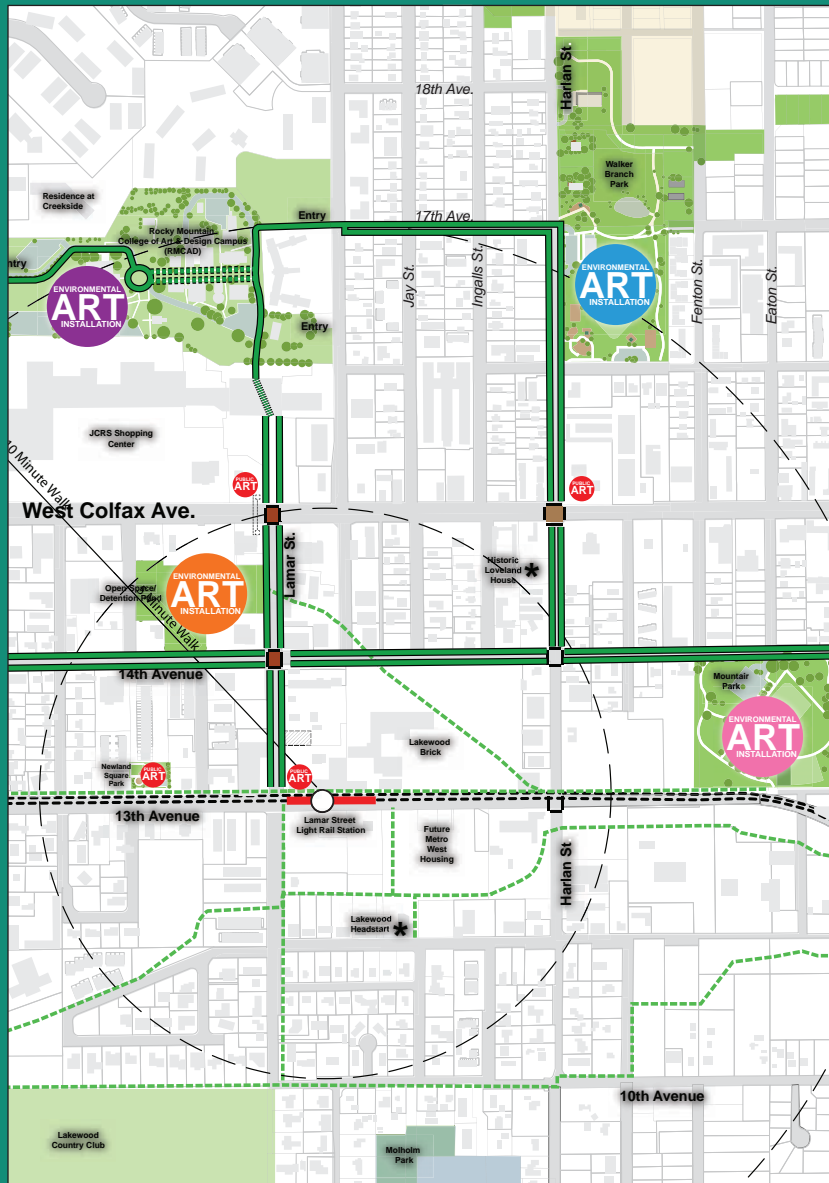 18th Ave.
Harlan St.
Walker
Branch
Park
Residence at
Creekside
Entry
17th Ave.
Rocky Mountain
College of Art & Design Campus
(RMCAD)
ntry
ENVIRONMENTAL
ART
INSTALLATION
ENVIRONMENTAL
ART
INSTALLATION
Jay St.
Ingalls St.
Fenton St.
Eaton St.
Entry
JCRS Shopping
Center
10 Minute Walk
PUBLIC
ART
PUBLIC
ART
West Colfax Ave.
Lamar St.
Historic
Loveland
House
*
Open Space/
Detention Pond
ENVIRONMENTAL
ART
INSTALLATION
Minute Walk
14th Avenue
Mountair
Park
ENVIRONMENTAL
ART
INSTALLATION
Lakewood
Brick
Newland
Square
Park
PUBLIC
ART
PUBLIC
ART
13th Avenue
Lamar Street
Light Rail Station
Future
Metro
West
Housing
Harlan St
Lakewood
Headstart
*
10th Avenue
Lakewood
Country Club
Molholm
Park